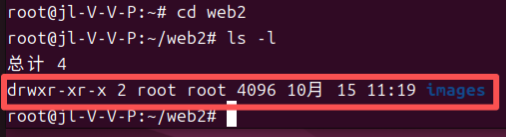 root@jl-V-V-P:~# cd web2
root@jl-V-V-P:~/web2# ls -l
总计 4
drwxr-xr-x 2 root root 4096 10月 15 11:19 images
root@jl-V-V-P:~/web2#